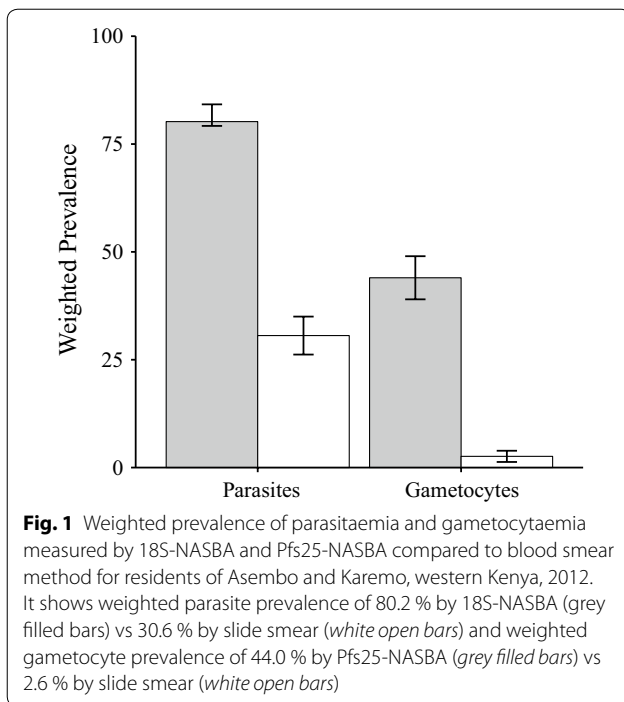 100
75
50
25
0
Weighted Prevalence
Parasites Gametocytes
Fig. 1 Weighted prevalence of parasitaemia and gametocytaemia
measured by 18S-NASBA and Pfs25-NASBA compared to blood smear
method for residents of Asembo and Karemo, western Kenya, 2012.
It shows weighted parasite prevalence of 80.2 % by 18S-NASBA (grey
filled bars) vs 30.6 % by slide smear (white open bars) and weighted
gametocyte prevalence of 44.0 % by Pfs25-NASBA (grey filled bars) vs
2.6 % by slide smear (white open bars)